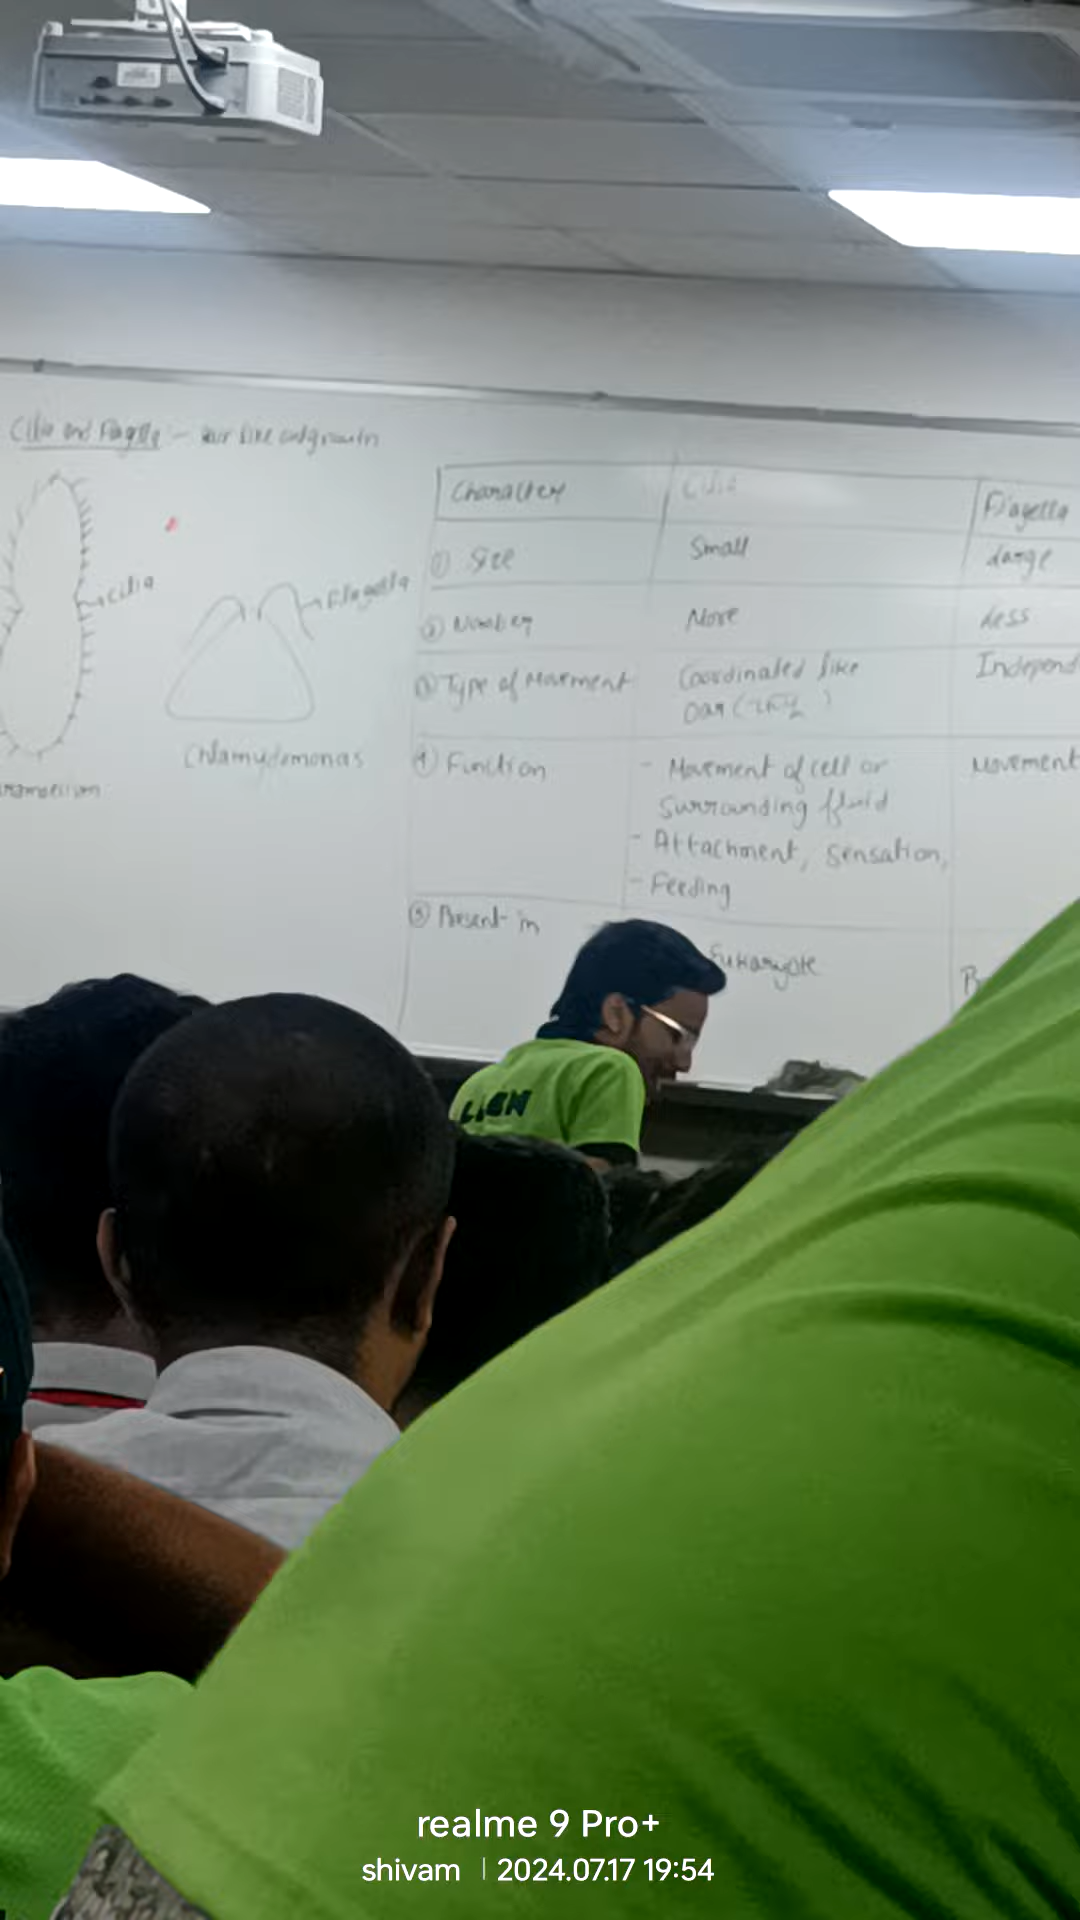 Cilia and Flagella - Hair like outgrowth
Cilia
Flagella
Chlamydomonas
Character
Cilia
Flagella
① Size
Small
Large
② Number
More
Less
③ Type of Movement
Coordinated like
Oar (
Independ
④ Function
- Movement of cell or
surrounding fluid
- Attachment, sensation,
- Feeding
Movement
⑤ Present in
Eukaryote
realme 9 Pro+
shivam | 2024.07.17 19:54